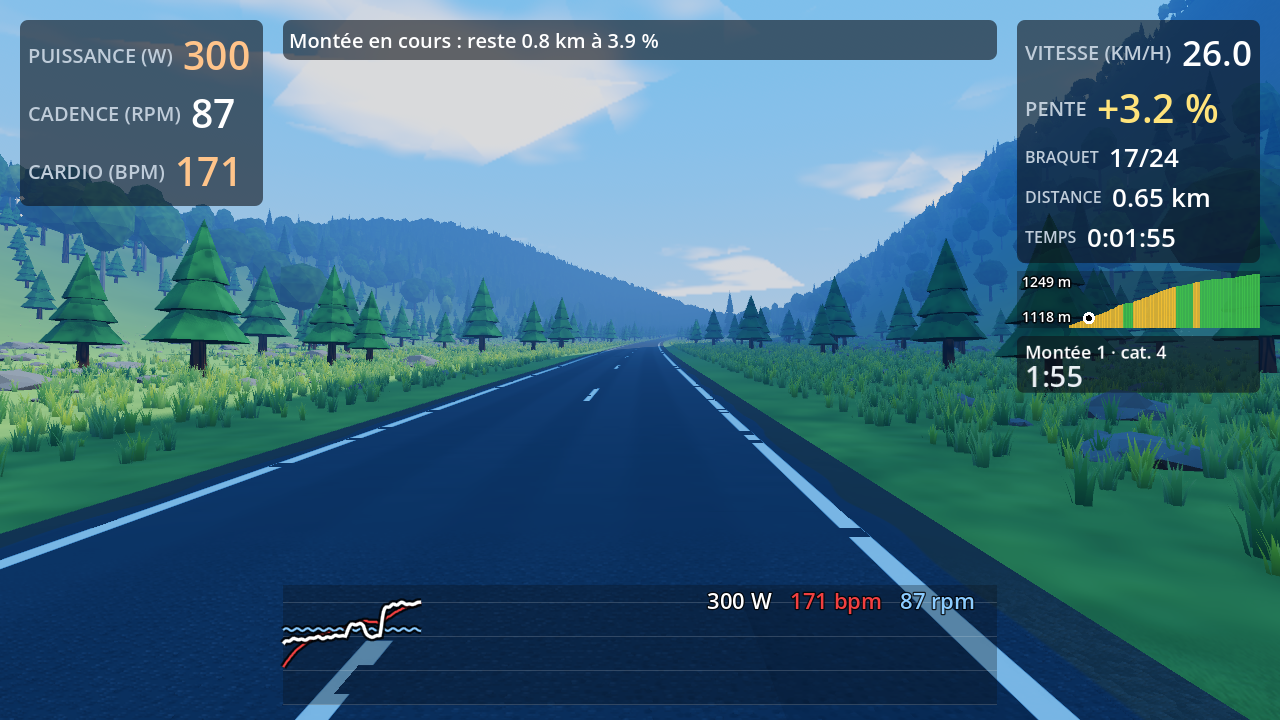 PUISSANCE (W) 300
CADENCE (RPM) 87
CARDIO (BPM) 171
Montée en cours : reste 0.8 km à 3.9 %
VITESSE (KM/H) 26.0
PENTE +3.2 %
BRAQUET 17/24
DISTANCE 0.65 km
TEMPS 0:01:55
1249 m
1118 m
Montée 1 · cat. 4
1:55
300 W 171 bpm 87 rpm